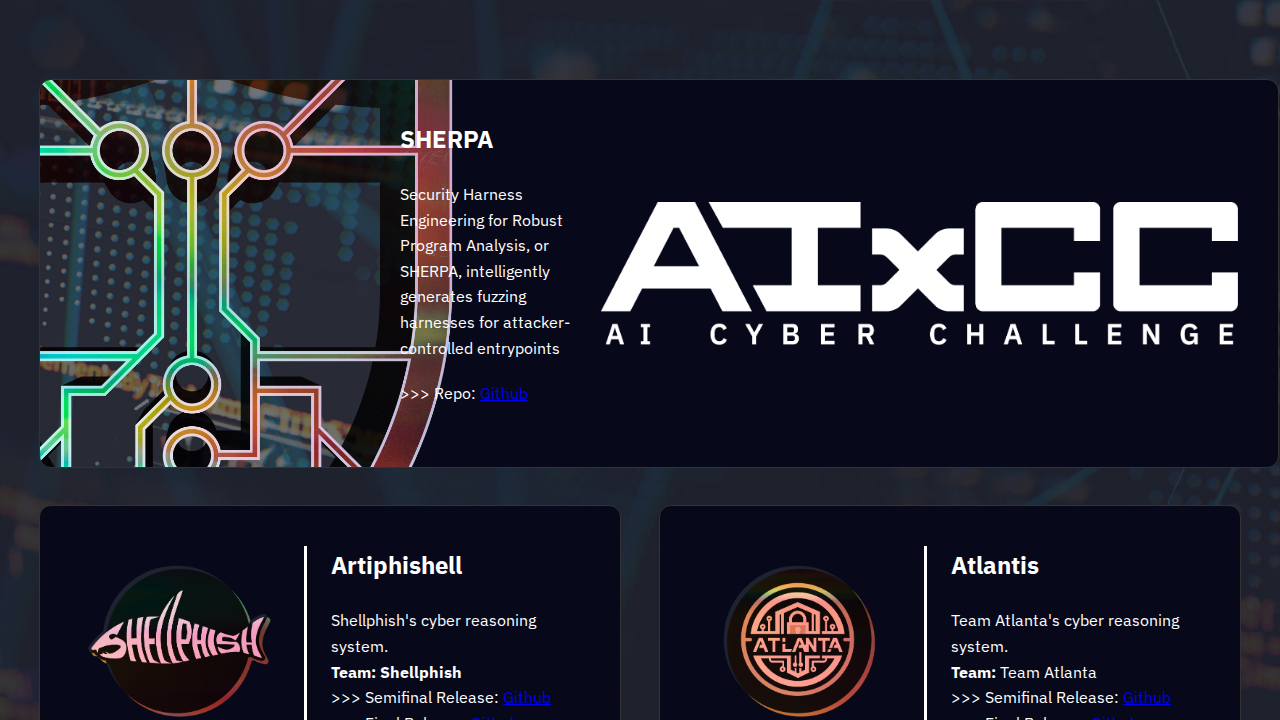 SHERPA
Security Harness
Engineering for Robust
Program Analysis, or
SHERPA, intelligently
generates fuzzing
harnesses for attacker-
controlled entrypoints
>>> Repo: Github
AIxCC
AI CYBER CHALLENGE
SHELLPHISH
Artiphishell
Shellphish's cyber reasoning
system.
Team: Shellphish
>>> Semifinal Release: Github
ATLANTA
Atlantis
Team Atlanta's cyber reasoning
system.
Team: Team Atlanta
>>> Semifinal Release: Github